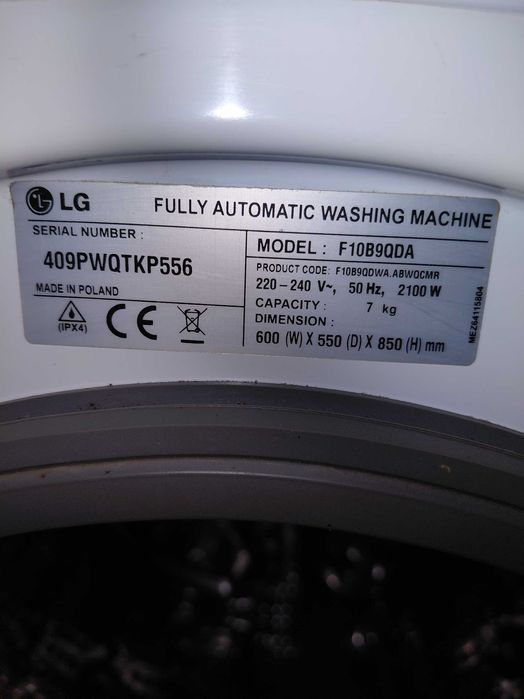 LG FULLY AUTOMATIC WASHING MACHINE
SERIAL NUMBER :
409PWQTKP556
MADE IN POLAND
(IPX4) CE
MODEL : F10B9QDA
PRODUCT CODE: F10B9QDWA.ABWQCMR
220-240 V~, 50 Hz, 2100 W
CAPACITY : 7 kg
DIMENSION :
600 (W) X 550 (D) X 850 (H) mm
MEZ64115804